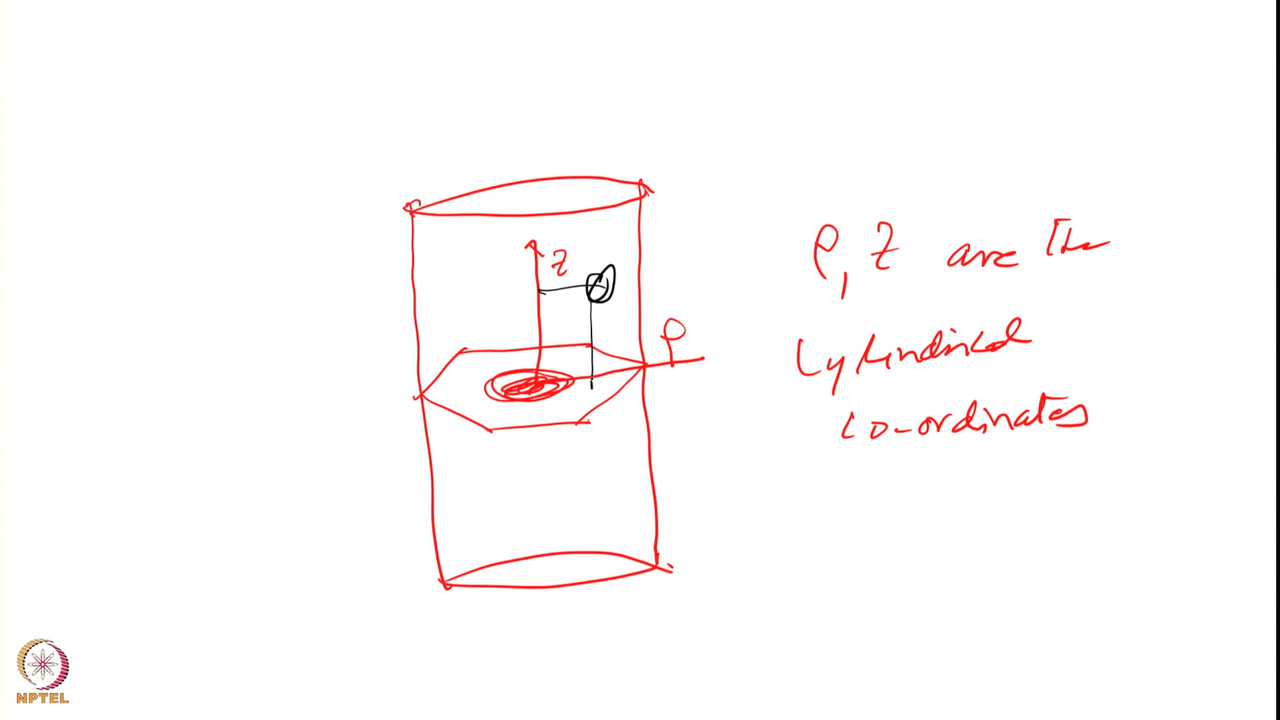 Z
ρ
ρ, Z are the
Cylindrical
co-ordinates
NPTEL